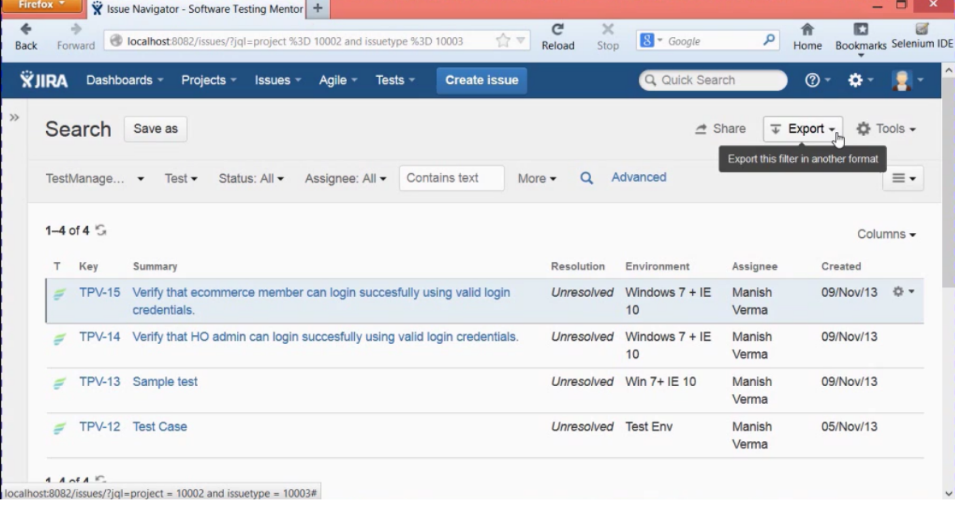 Firefox
Issue Navigator - Software Testing Mentor +
Back Forward localhost:8082/issues/?jql=project %3D 10002 and issuetype %3D 10003 Reload Stop Google Home Bookmarks Selenium IDE
JIRA Dashboards Projects Issues Agile Tests Create issue Quick Search
Search Save as Share Export Tools
Export this filter in another format
TestManage... Test Status: All Assignee: All Contains text More Advanced
1–4 of 4 Columns
T Key Summary Resolution Environment Assignee Created
TPV-15 Verify that ecommerce member can login succesfully using valid login Unresolved Windows 7 + IE Manish 09/Nov/13
credentials. 10 Verma
TPV-14 Verify that HO admin can login succesfully using valid login credentials. Unresolved Windows 7 + IE Manish 09/Nov/13
10 Verma
TPV-13 Sample test Unresolved Win 7+ IE 10 Manish 09/Nov/13
Verma
TPV-12 Test Case Unresolved Test Env Manish 05/Nov/13
Verma
1–4 of 4
localhost:8082/issues/?jql=project = 10002 and issuetype = 10003#